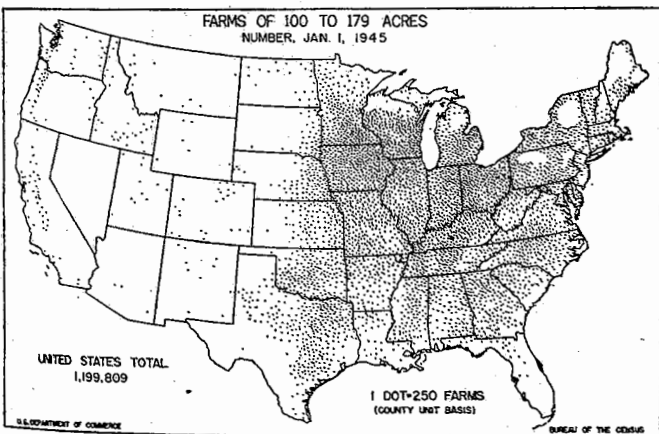 FARMS OF 100 TO 179 ACRES
NUMBER, JAN. 1, 1945
UNITED STATES TOTAL
1,199,809
1 DOT=250 FARMS
(COUNTY UNIT BASIS)
U.S. DEPARTMENT OF COMMERCE
BUREAU OF THE CENSUS